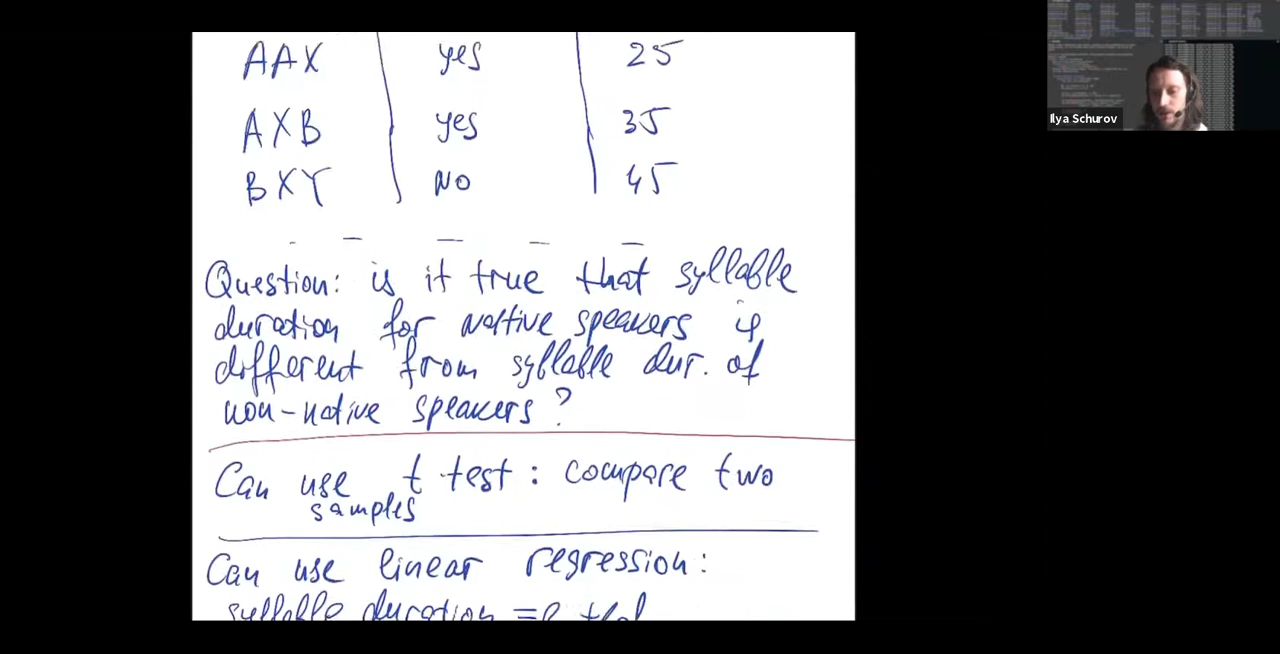 AAX yes 25
AXB yes 35
BXY NO 45
Question: is it true that syllable
duration for native speakers is
different from syllable dur. of
non-native speakers?
Can use t test: compare two
samples
Can use linear regression:
syllable duration =
Ilya Schurov